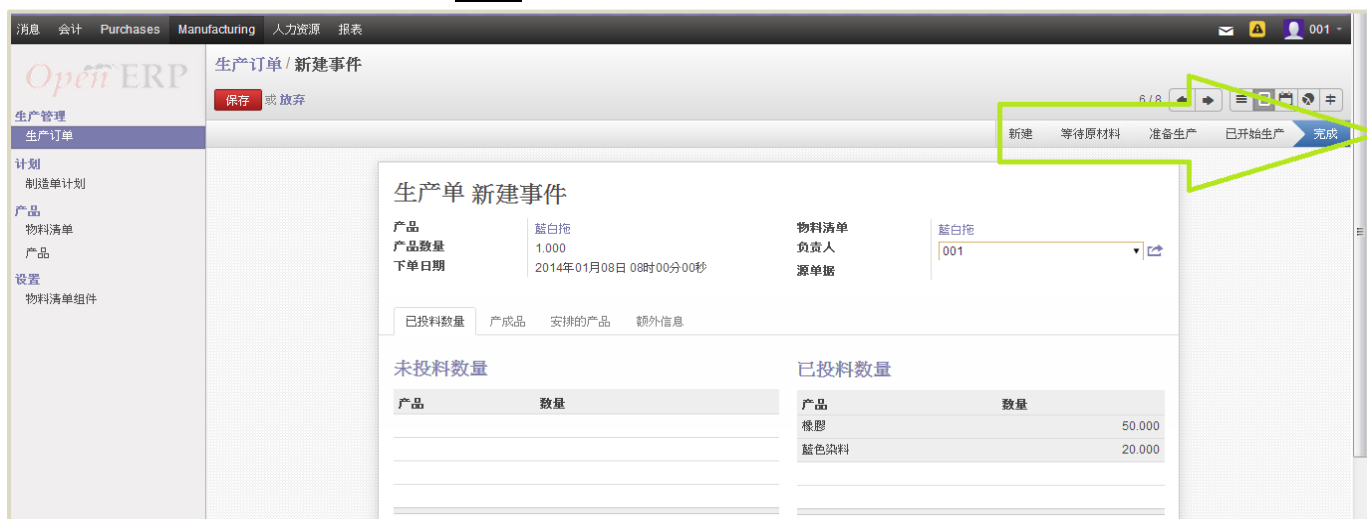 消息 会计 Purchases Manufacturing 人力资源 报表 001
Open ERP
生产订单 / 新建事件
保存 或 放弃
6 / 8
新建 等待原材料 准备生产 已开始生产 完成
生产管理
生产订单
计划
制造单计划
产品
物料清单
产品
设置
物料清单组件
生产单 新建事件
产品 藍白拖 物料清单 藍白拖
产品数量 1.000 负责人 001
下单日期 2014年01月08日 08时00分00秒 源单据
已投料数量 产成品 安排的产品 额外信息
未投料数量 已投料数量
产品 数量 产品 数量
橡膠 50.000
藍色染料 20.000